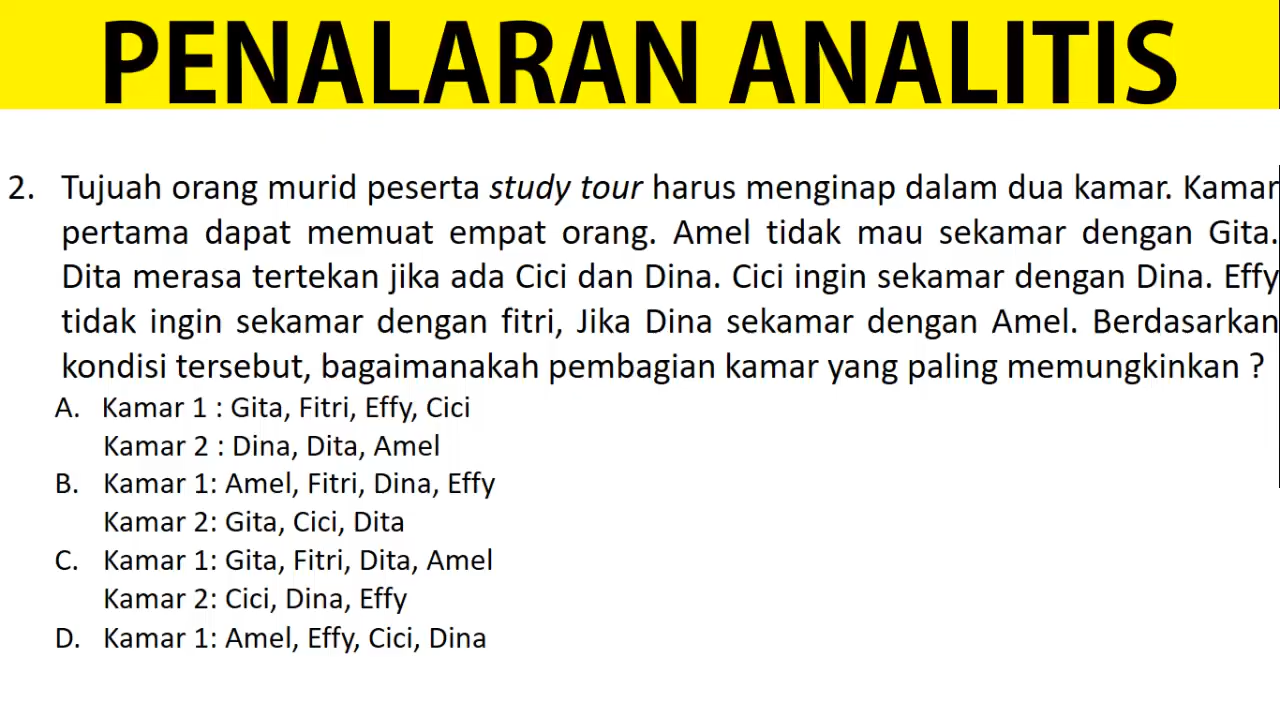 PENALARAN ANALITIS
2. Tujuah orang murid peserta study tour harus menginap dalam dua kamar. Kamar
pertama dapat memuat empat orang. Amel tidak mau sekamar dengan Gita.
Dita merasa tertekan jika ada Cici dan Dina. Cici ingin sekamar dengan Dina. Effy
tidak ingin sekamar dengan fitri, Jika Dina sekamar dengan Amel. Berdasarkan
kondisi tersebut, bagaimanakah pembagian kamar yang paling memungkinkan ?
A. Kamar 1 : Gita, Fitri, Effy, Cici
Kamar 2 : Dina, Dita, Amel
B. Kamar 1: Amel, Fitri, Dina, Effy
Kamar 2: Gita, Cici, Dita
C. Kamar 1: Gita, Fitri, Dita, Amel
Kamar 2: Cici, Dina, Effy
D. Kamar 1: Amel, Effy, Cici, Dina